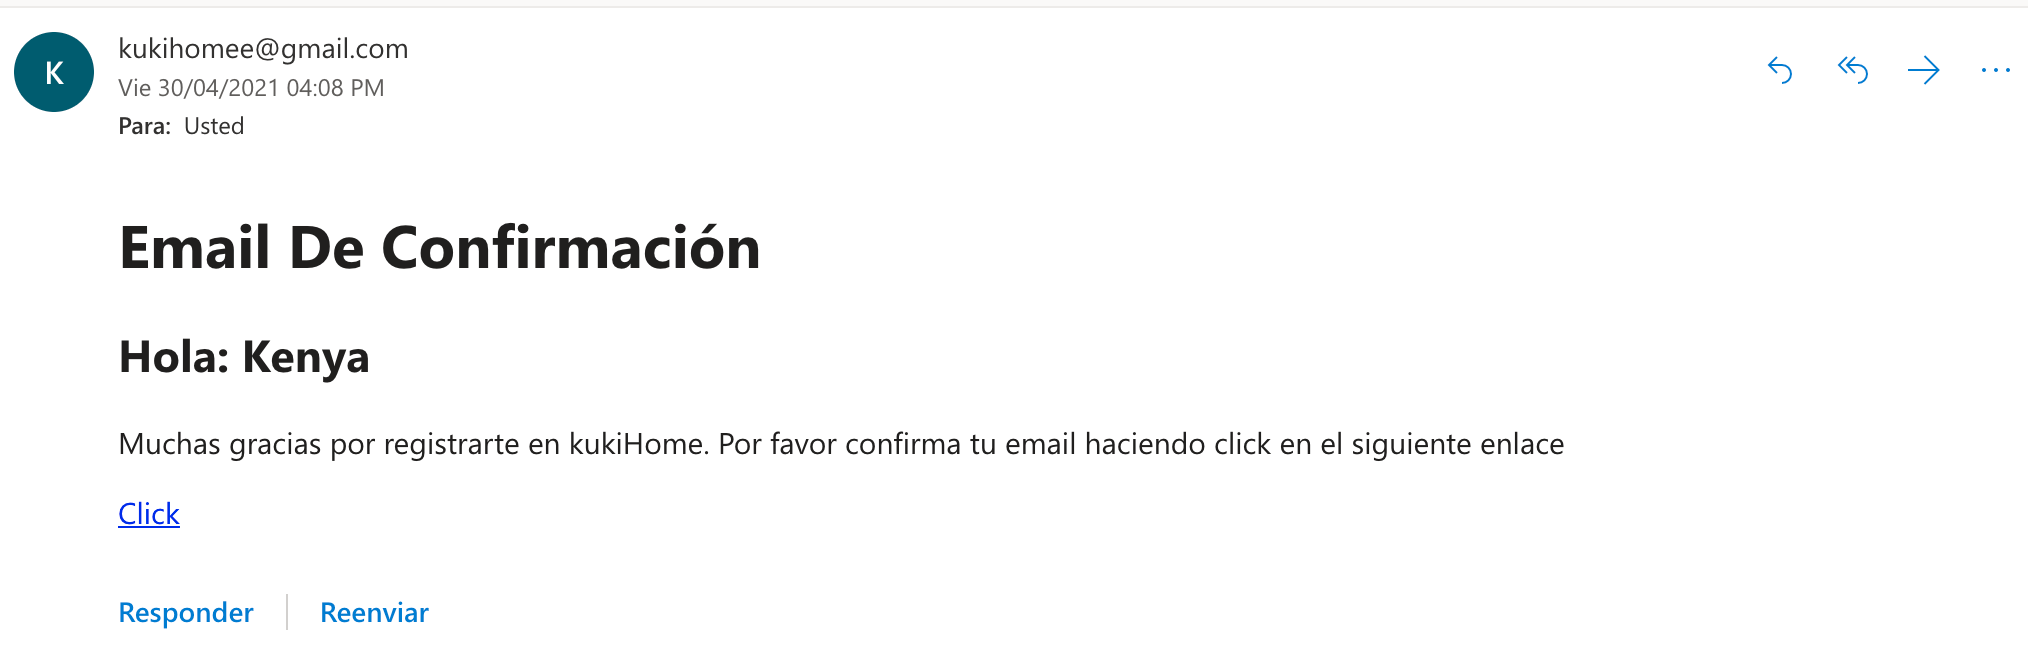 K
kukihomee@gmail.com
Vie 30/04/2021 04:08 PM
Para: Usted
Email De Confirmación
Hola: Kenya
Muchas gracias por registrarte en kukiHome. Por favor confirma tu email haciendo click en el siguiente enlace
Click
Responder Reenviar